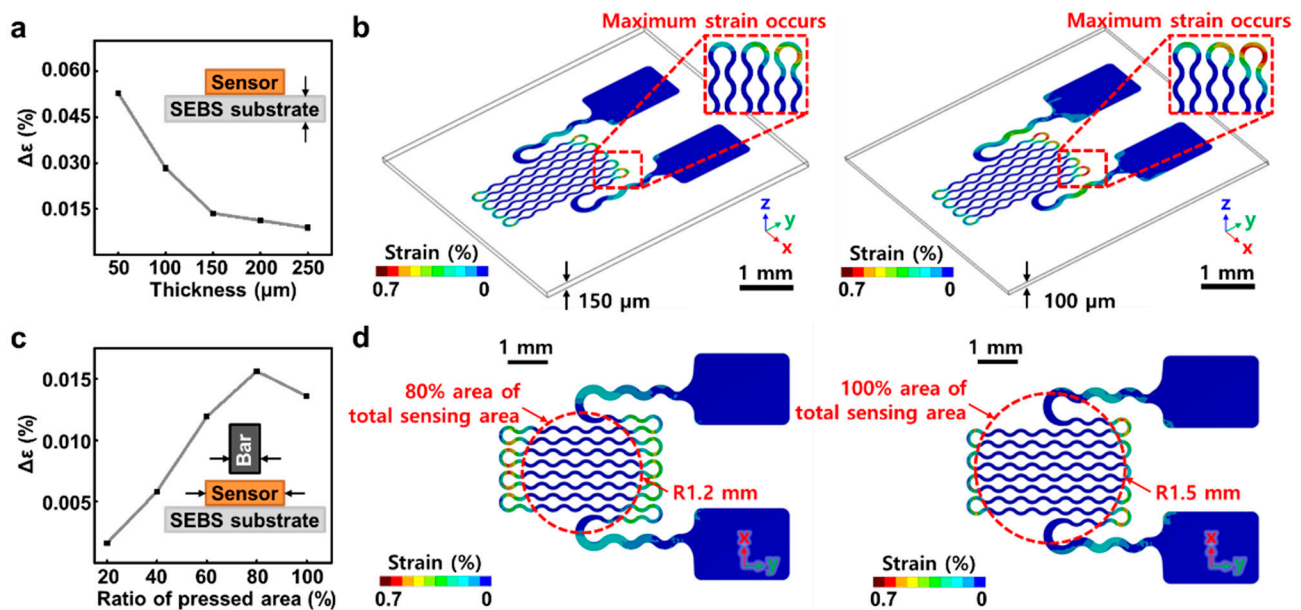 a
Δε (%)
0.060
0.045
0.030
0.015
50 100 150 200 250
Thickness (μm)
Sensor
SEBS substrate
b
Maximum strain occurs
Strain (%)
0.7 0
150 μm
1 mm
z
y
x
Maximum strain occurs
Strain (%)
0.7 0
100 μm
1 mm
z
y
x
c
Δε (%)
0.015
0.010
0.005
20 40 60 80 100
Ratio of pressed area (%)
Bar
Sensor
SEBS substrate
d
1 mm
80% area of
total sensing area
R1.2 mm
Strain (%)
0.7 0
x
y
1 mm
100% area of
total sensing area
R1.5 mm
Strain (%)
0.7 0
x
y